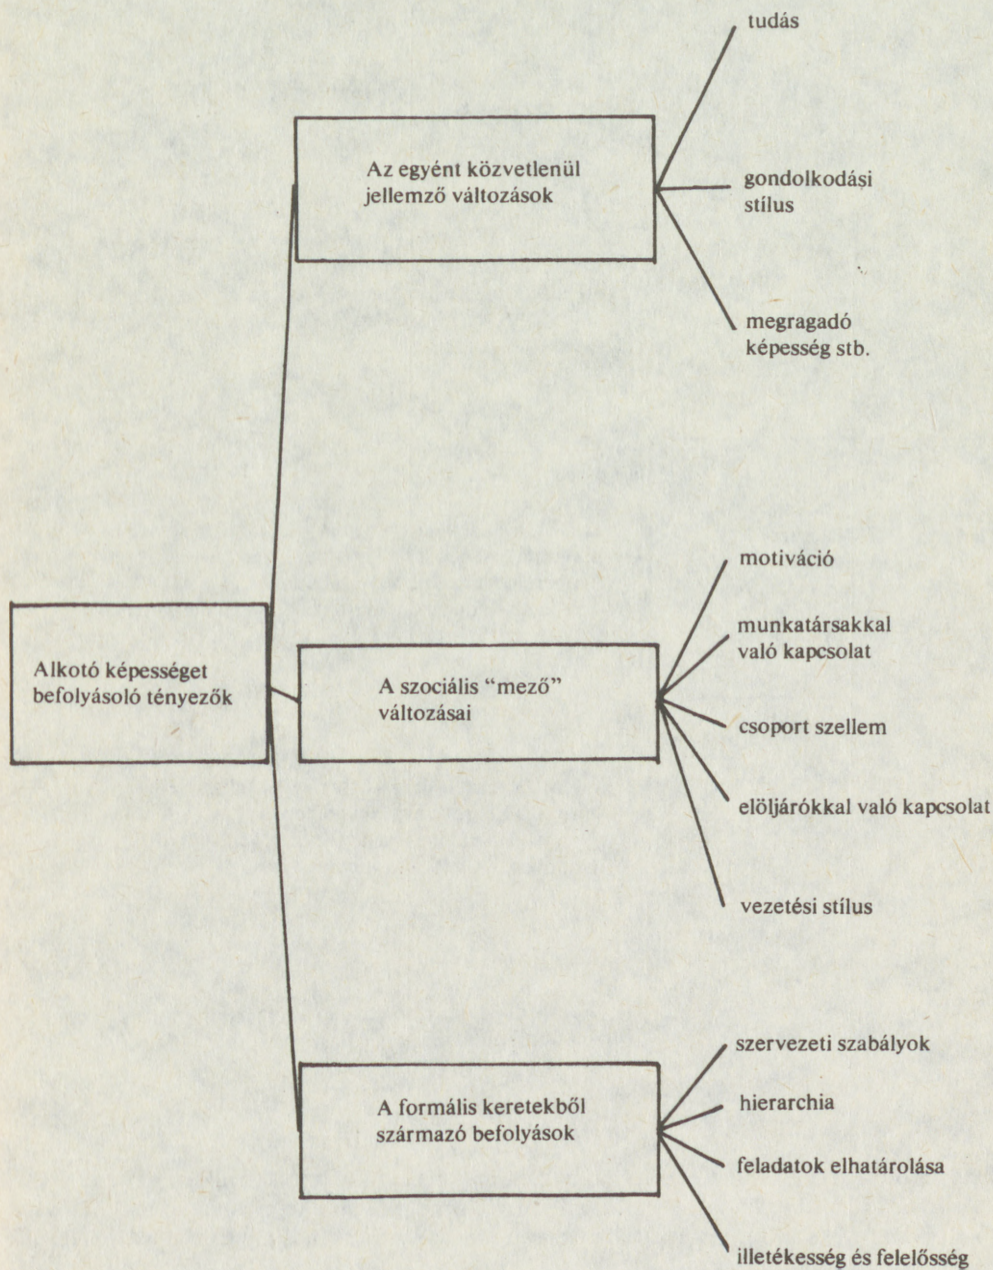 tudás
Az egyént közvetlenül
jellemző változások
gondolkodási
stílus
megragadó
képesség stb.
Alkotó képességet
befolyásoló tényezők
A szociális “mező”
változásai
motiváció
munkatársakkal
való kapcsolat
csoport szellem
elöljárókkal való kapcsolat
vezetési stílus
A formális keretekből
származó befolyások
szervezeti szabályok
hierarchia
feladatok elhatárolása
illetékesség és felelősség